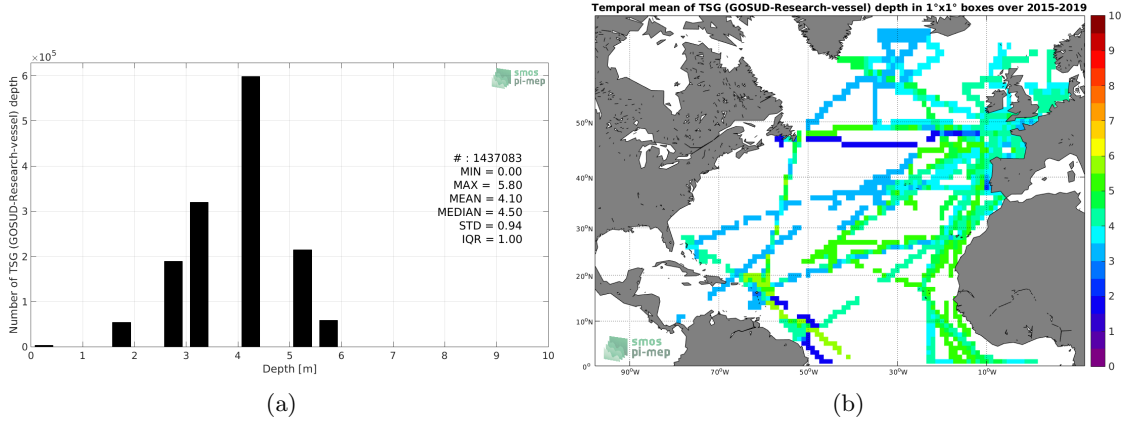 Temporal mean of TSG (GOSUD-Research-vessel) depth in 1°x1° boxes over 2015-2019
×10⁵
6
5
4
3
2
1
0
Number of TSG (GOSUD-Research-vessel) depth
smos
pi-mep
# : 1437083
MIN = 0.00
MAX = 5.80
MEAN = 4.10
MEDIAN = 4.50
STD = 0.94
IQR = 1.00
0 1 2 3 4 5 6 7 8 9 10
Depth [m]
(a)
50°N
40°N
30°N
20°N
10°N
0°
90°W 70°W 50°W 30°W 10°W
smos
pi-mep
10
9
8
7
6
5
4
3
2
1
0
(b)